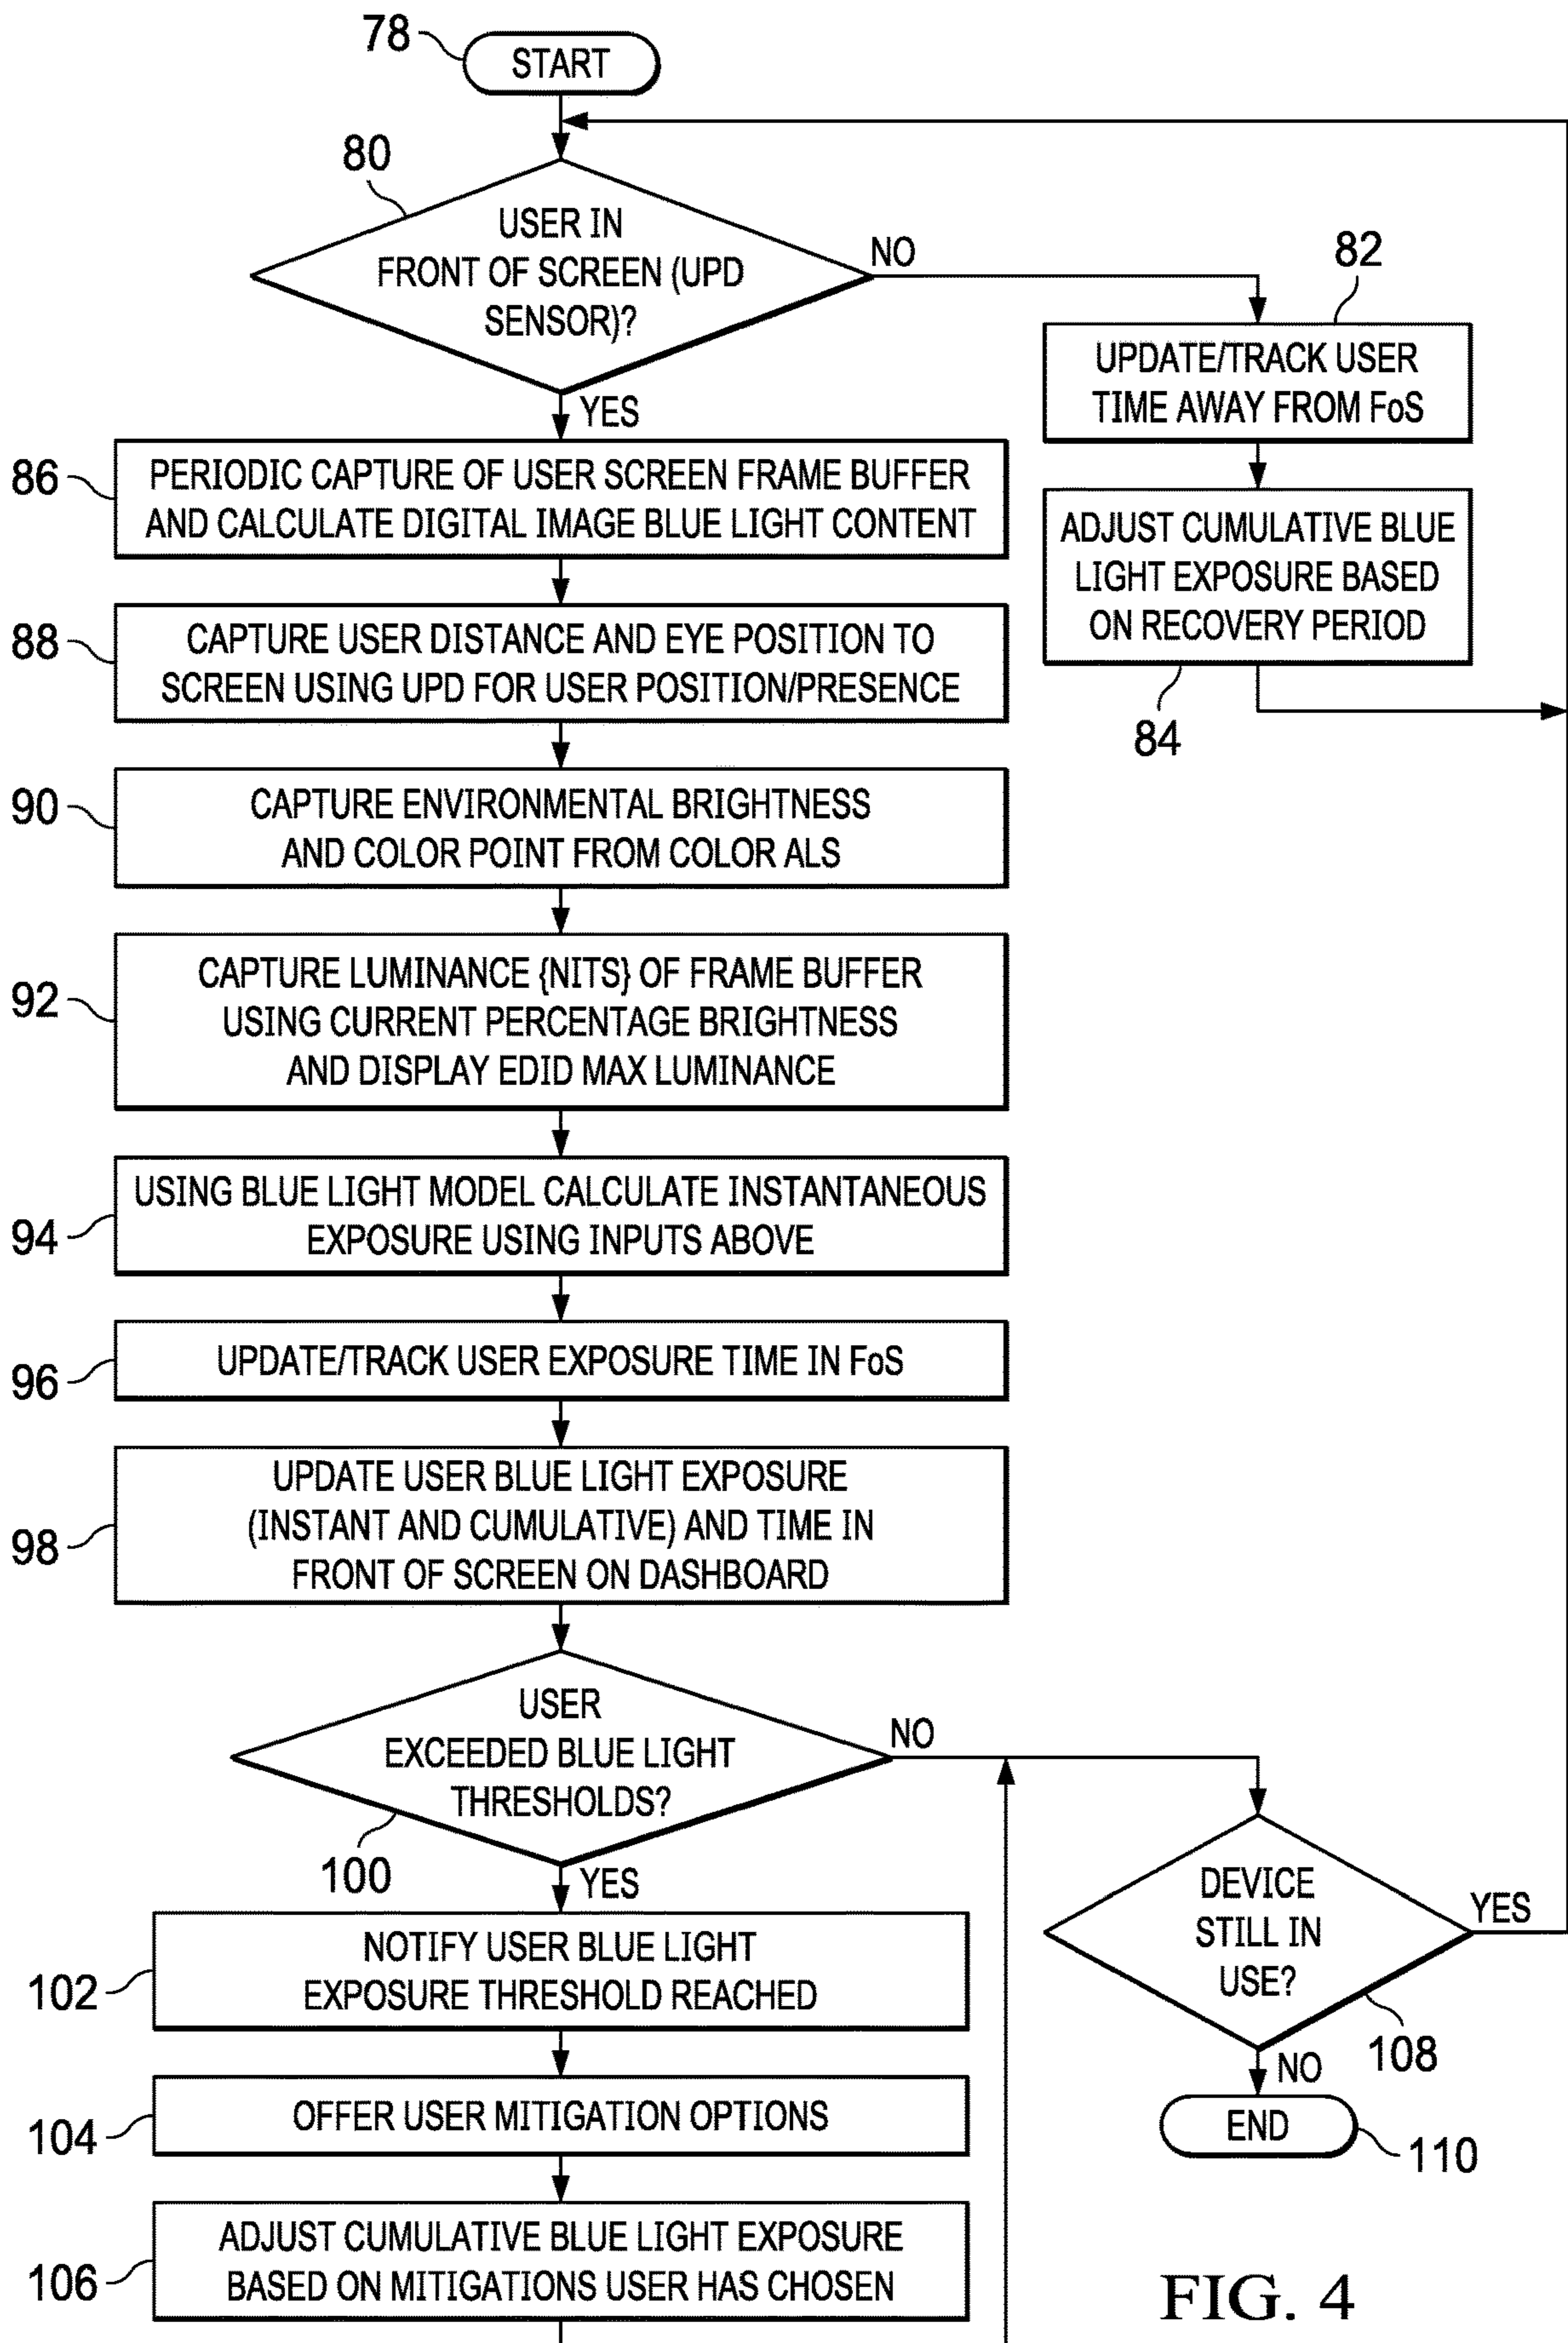 78
START
80
USER IN
FRONT OF SCREEN (UPD
SENSOR)?
NO
YES
82
UPDATE/TRACK USER
TIME AWAY FROM FoS
ADJUST CUMULATIVE BLUE
LIGHT EXPOSURE BASED
ON RECOVERY PERIOD
84
86
PERIODIC CAPTURE OF USER SCREEN FRAME BUFFER
AND CALCULATE DIGITAL IMAGE BLUE LIGHT CONTENT
88
CAPTURE USER DISTANCE AND EYE POSITION TO
SCREEN USING UPD FOR USER POSITION/PRESENCE
90
CAPTURE ENVIRONMENTAL BRIGHTNESS
AND COLOR POINT FROM COLOR ALS
92
CAPTURE LUMINANCE {NITS} OF FRAME BUFFER
USING CURRENT PERCENTAGE BRIGHTNESS
AND DISPLAY EDID MAX LUMINANCE
94
USING BLUE LIGHT MODEL CALCULATE INSTANTANEOUS
EXPOSURE USING INPUTS ABOVE
96
UPDATE/TRACK USER EXPOSURE TIME IN FoS
98
UPDATE USER BLUE LIGHT EXPOSURE
(INSTANT AND CUMULATIVE) AND TIME IN
FRONT OF SCREEN ON DASHBOARD
USER
EXCEEDED BLUE LIGHT
THRESHOLDS?
100
NO
YES
102
NOTIFY USER BLUE LIGHT
EXPOSURE THRESHOLD REACHED
104
OFFER USER MITIGATION OPTIONS
106
ADJUST CUMULATIVE BLUE LIGHT EXPOSURE
BASED ON MITIGATIONS USER HAS CHOSEN
DEVICE
STILL IN
USE?
YES
108
NO
END
110
FIG. 4